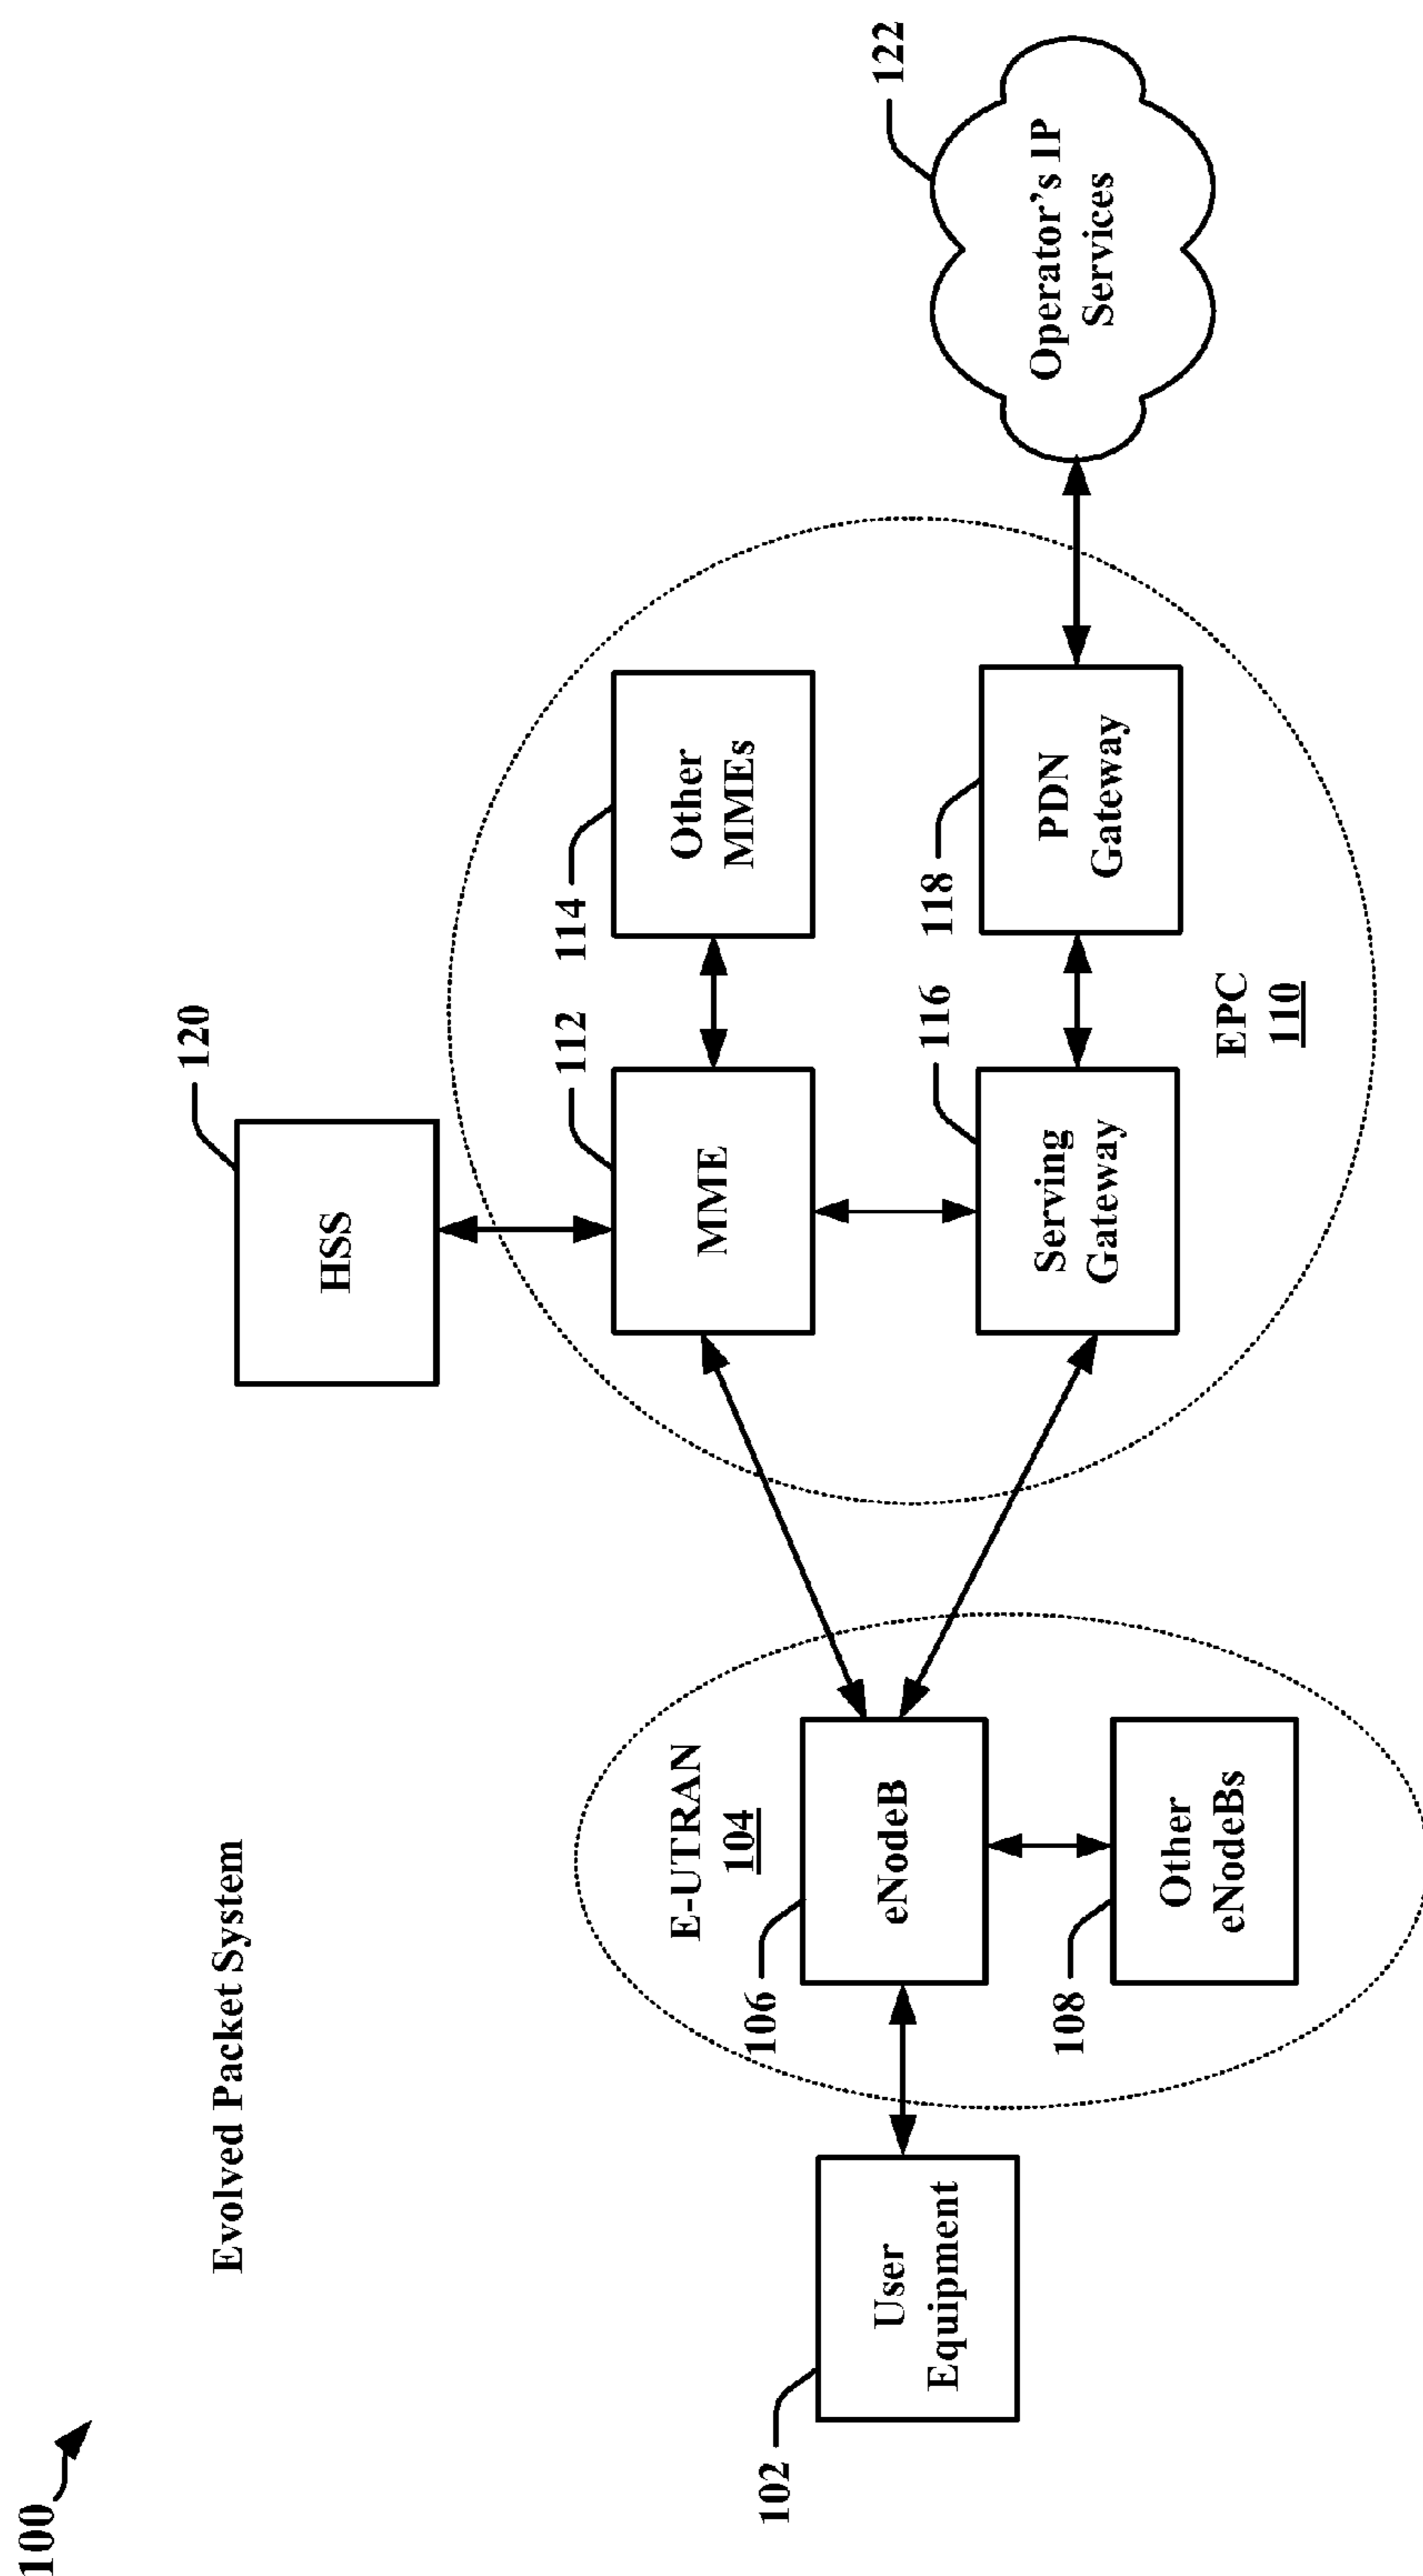 100
Evolved Packet System
HSS
120
E-UTRAN
104
MME
112
Other
MMEs
114
User
Equipment
102
eNodeB
106
Other
eNodeBs
108
Serving
Gateway
116
PDN
Gateway
118
EPC
110
Operator's IP
Services
122